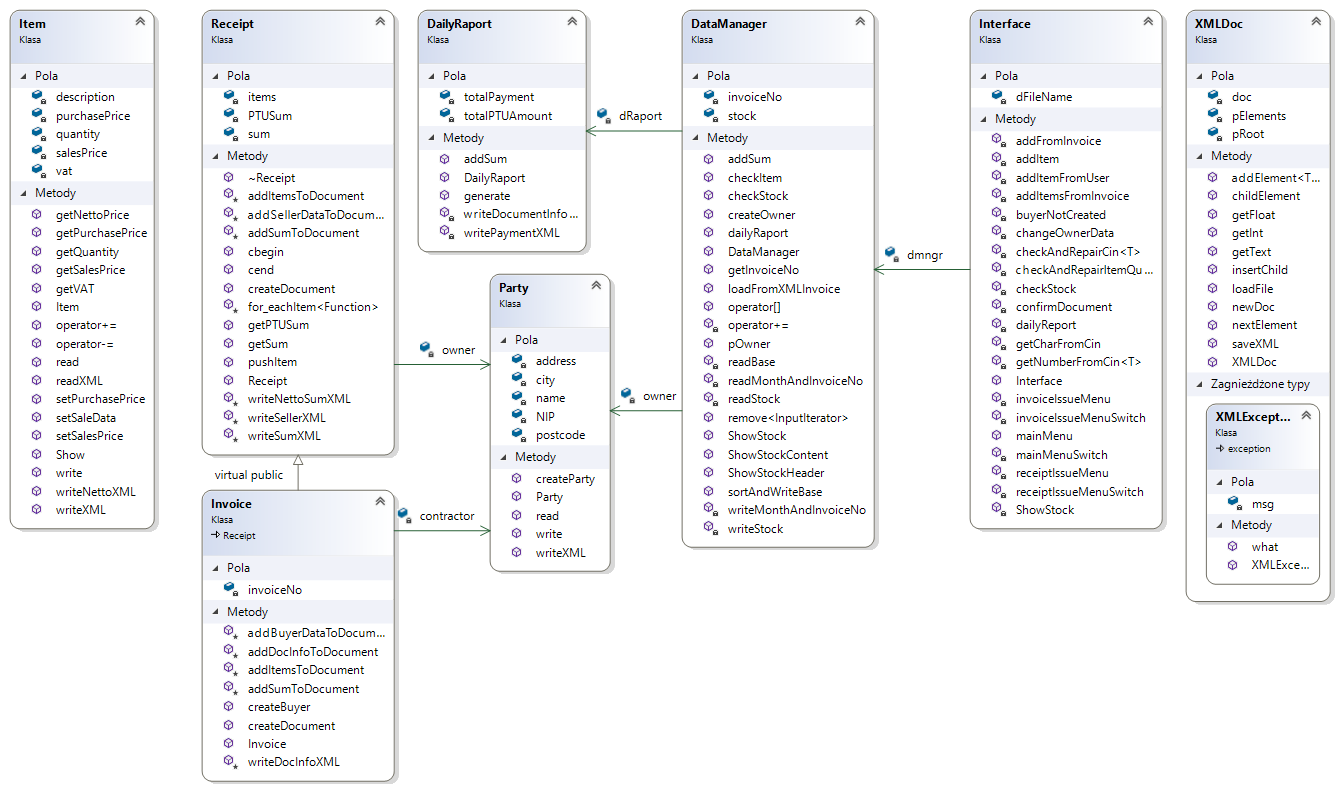 Item
Klasa
Pola
description
purchasePrice
quantity
salesPrice
vat
Metody
getNettoPrice
getPurchasePrice
getQuantity
getSalesPrice
getVAT
Item
operator+=
operator-=
read
readXML
setPurchasePrice
setSaleData
setSalesPrice
Show
write
writeNettoXML
writeXML
Receipt
Klasa
Pola
items
PTUSum
sum
Metody
~Receipt
addItemsToDocument
addSellerDataToDocum...
addSumToDocument
cbegin
cend
createDocument
for_eachItem<Function>
getPTUSum
getSum
pushItem
Receipt
writeNettoSumXML
writeSellerXML
writeSumXML
virtual public
Invoice
Klasa
Receipt
Pola
invoiceNo
Metody
addBuyerDataToDocum...
addDocInfoToDocument
addItemsToDocument
addSumToDocument
createBuyer
createDocument
Invoice
writeDocInfoXML
DailyRaport
Klasa
Pola
totalPayment
totalPTUAmount
Metody
addSum
DailyRaport
generate
writeDocumentInfo...
writePaymentXML
dRaport
owner
contractor
Party
Klasa
Pola
address
city
name
NIP
postcode
Metody
createParty
Party
read
write
writeXML
owner
DataManager
Klasa
Pola
invoiceNo
stock
Metody
addSum
checkItem
checkStock
createOwner
dailyRaport
DataManager
getInvoiceNo
loadFromXMLInvoice
operator[]
operator+=
pOwner
readBase
readMonthAndInvoiceNo
readStock
remove<InputIterator>
ShowStock
ShowStockContent
ShowStockHeader
sortAndWriteBase
writeMonthAndInvoiceNo
writeStock
dmngr
Interface
Klasa
Pola
dFileName
Metody
addFromInvoice
addItem
addItemFromUser
addItemsFromInvoice
buyerNotCreated
changeOwnerData
checkAndRepairCin<T>
checkAndRepairItemQu...
checkStock
confirmDocument
dailyReport
getCharFromCin
getNumberFromCin<T>
Interface
invoiceIssueMenu
invoiceIssueMenuSwitch
mainMenu
mainMenuSwitch
receiptIssueMenu
receiptIssueMenuSwitch
ShowStock
XMLDoc
Klasa
Pola
doc
pElements
pRoot
Metody
addElement<T...
childElement
getFloat
getInt
getText
insertChild
loadFile
newDoc
nextElement
saveXML
XMLDoc
Zagnieżdżone typy
XMLExcept...
Klasa
exception
Pola
msg
Metody
what
XMLExce...